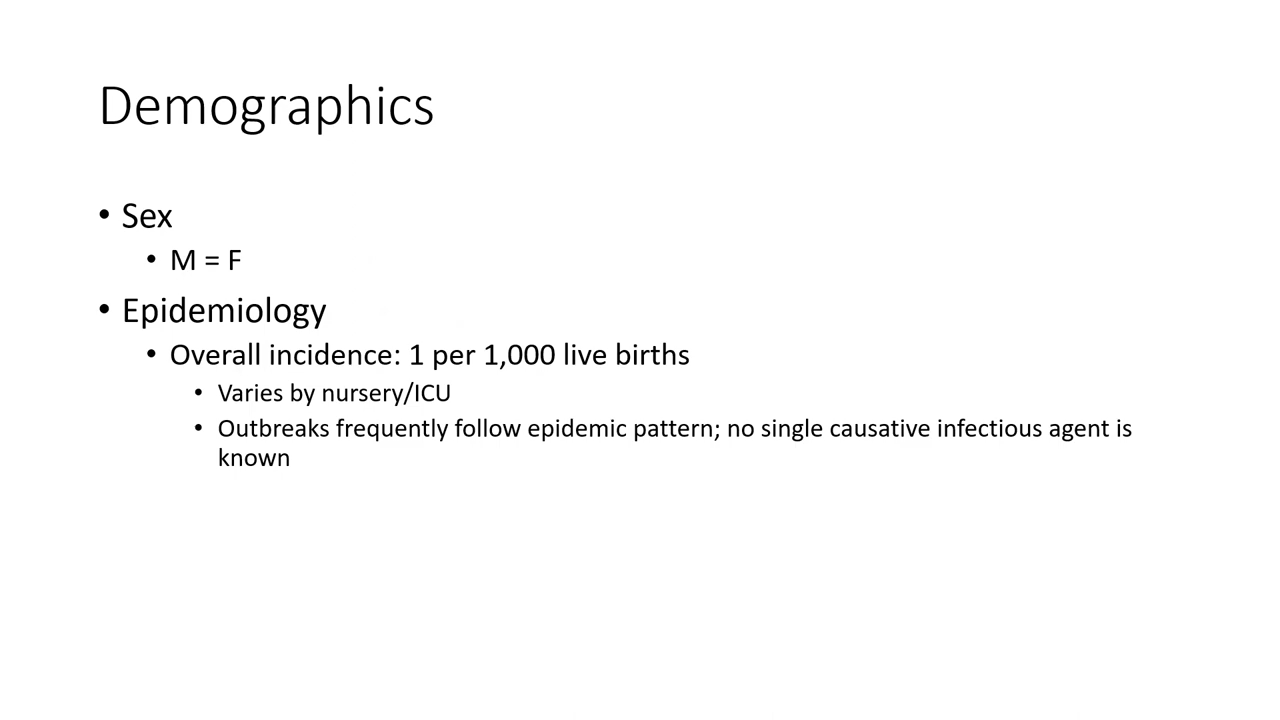 Demographics
• Sex
• M = F
• Epidemiology
• Overall incidence: 1 per 1,000 live births
• Varies by nursery/ICU
• Outbreaks frequently follow epidemic pattern; no single causative infectious agent is
known